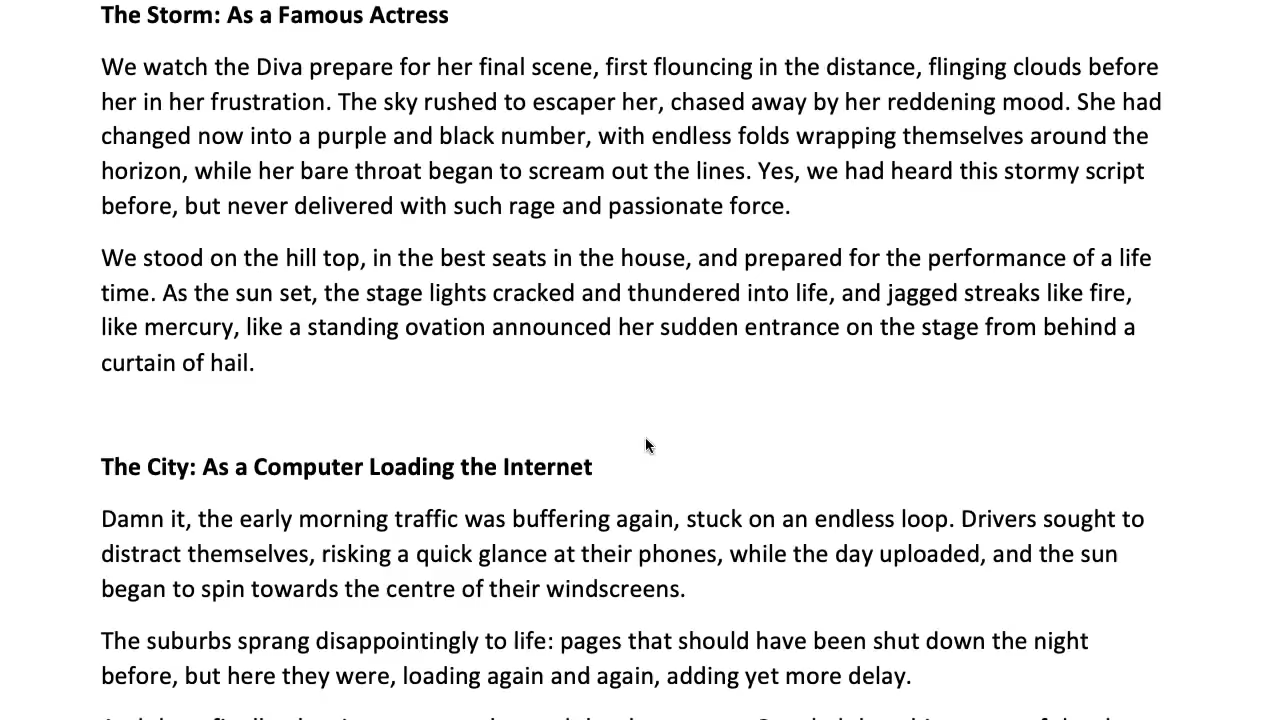 The Storm: As a Famous Actress
We watch the Diva prepare for her final scene, first flouncing in the distance, flinging clouds before
her in her frustration. The sky rushed to escaper her, chased away by her reddening mood. She had
changed now into a purple and black number, with endless folds wrapping themselves around the
horizon, while her bare throat began to scream out the lines. Yes, we had heard this stormy script
before, but never delivered with such rage and passionate force.
We stood on the hill top, in the best seats in the house, and prepared for the performance of a life
time. As the sun set, the stage lights cracked and thundered into life, and jagged streaks like fire,
like mercury, like a standing ovation announced her sudden entrance on the stage from behind a
curtain of hail.
The City: As a Computer Loading the Internet
Damn it, the early morning traffic was buffering again, stuck on an endless loop. Drivers sought to
distract themselves, risking a quick glance at their phones, while the day uploaded, and the sun
began to spin towards the centre of their windscreens.
The suburbs sprang disappointingly to life: pages that should have been shut down the night
before, but here they were, loading again and again, adding yet more delay.